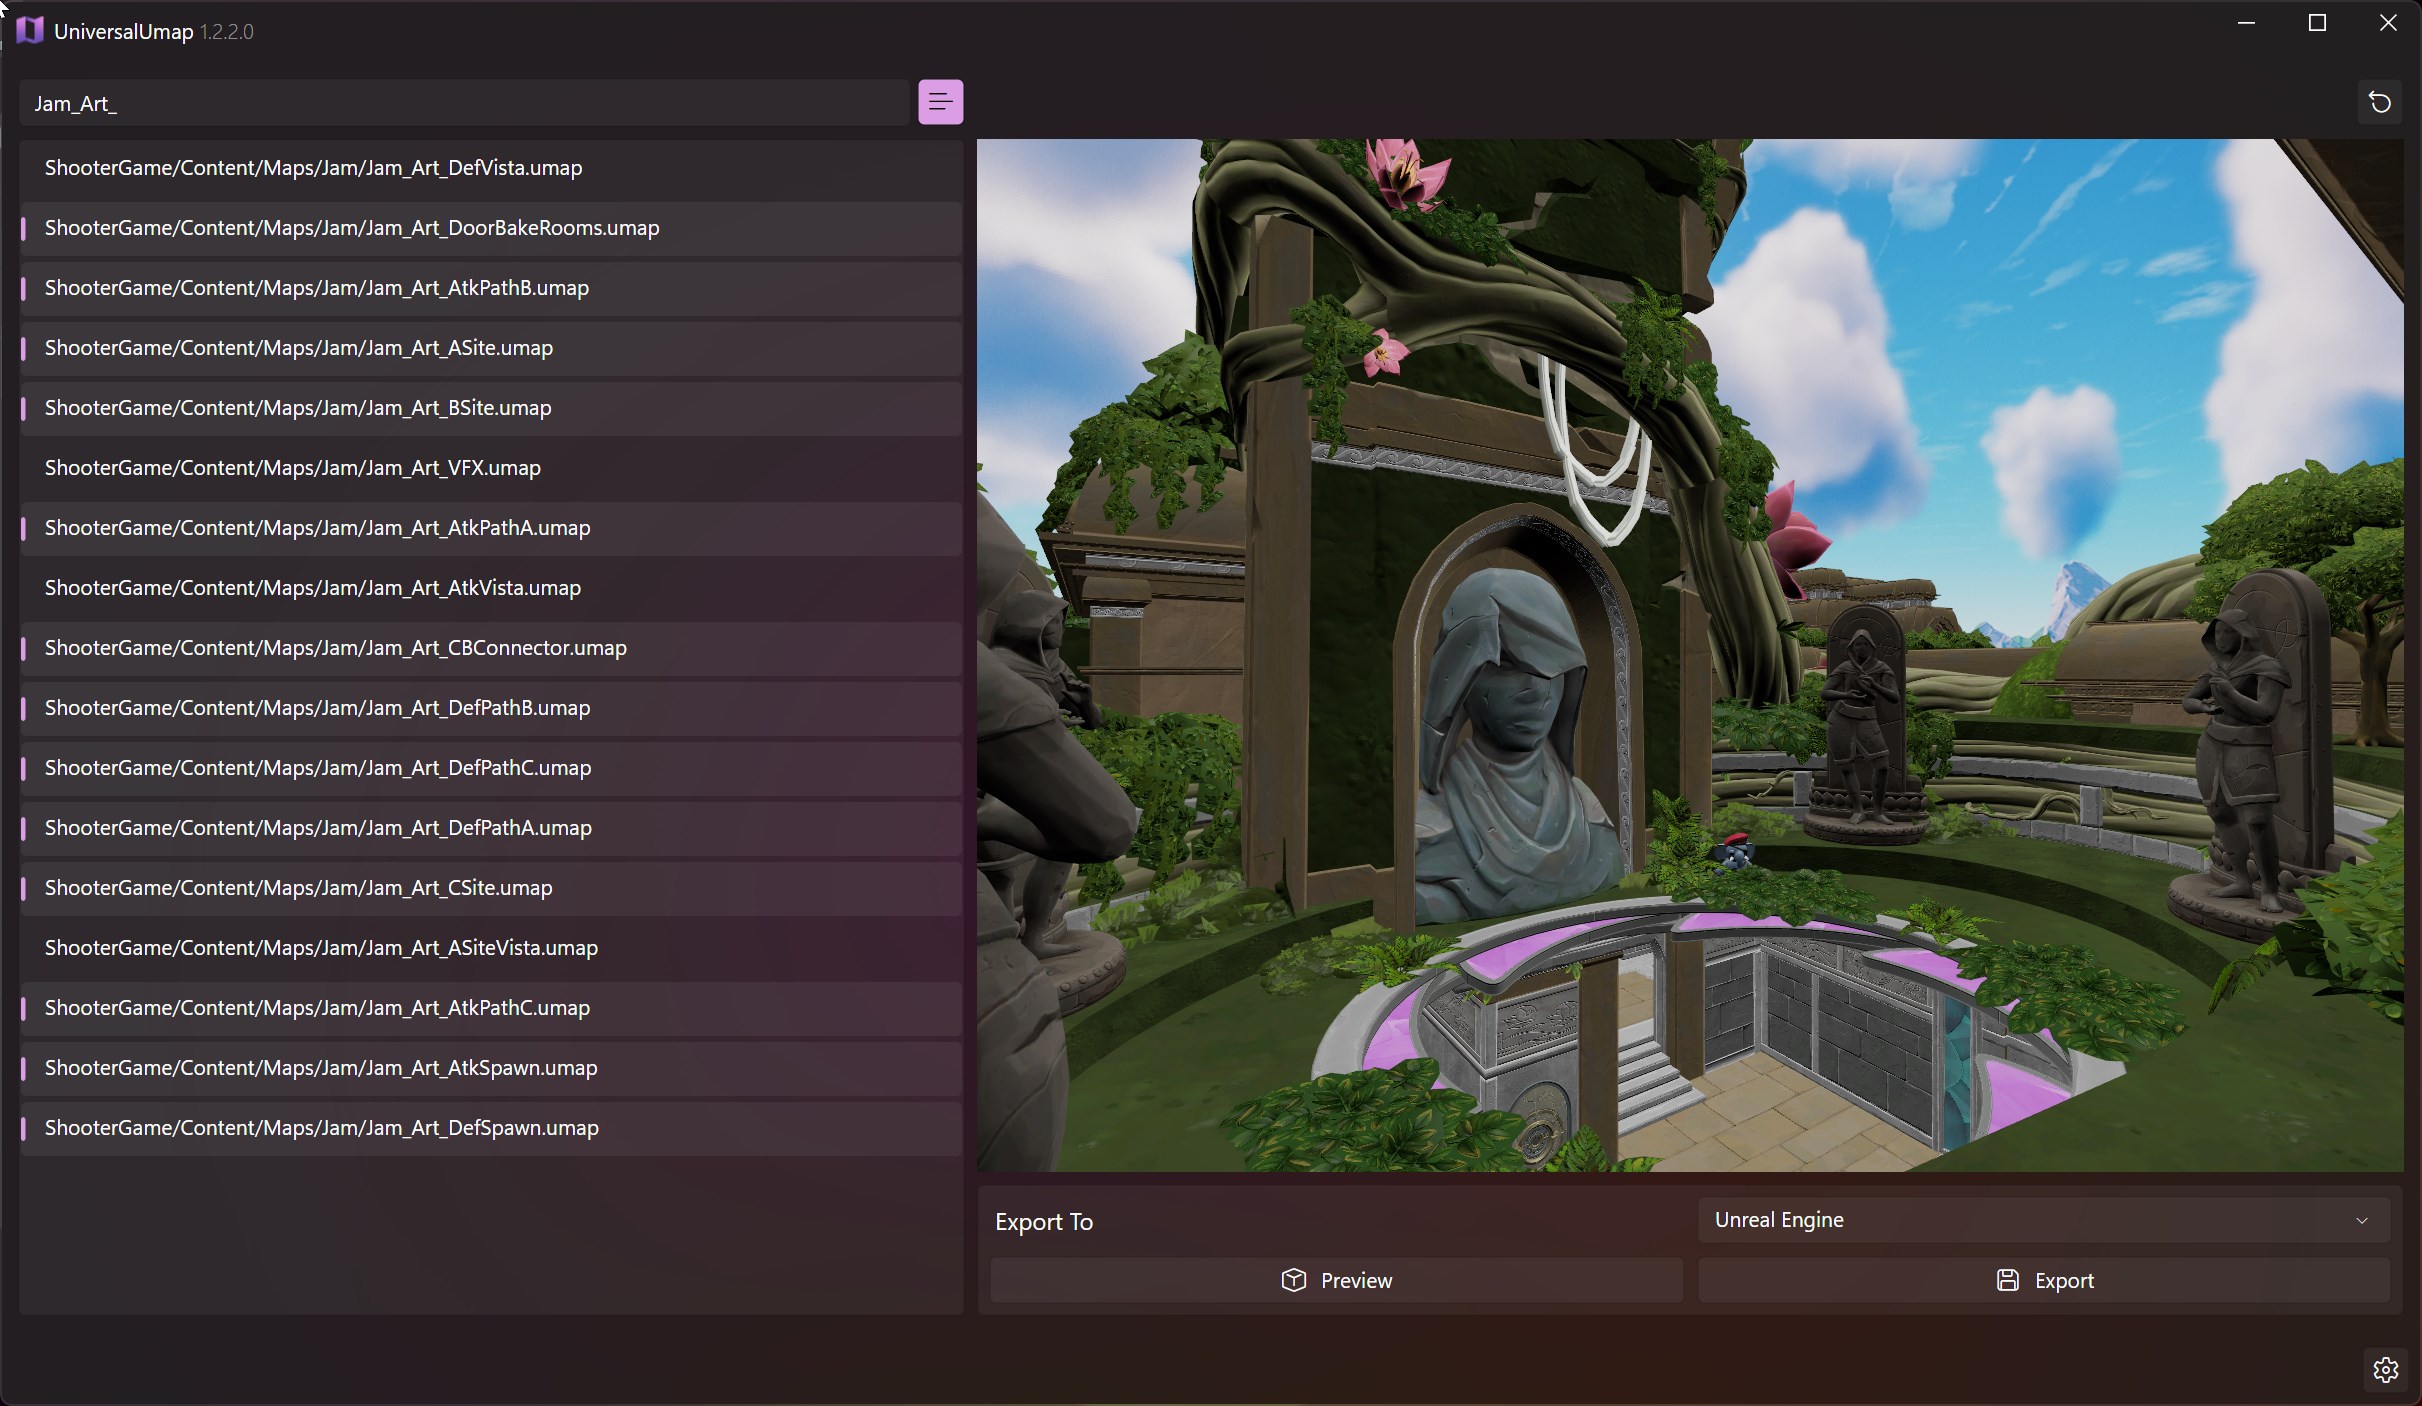 UniversalUmap 1.2.2.0
Jam_Art_
ShooterGame/Content/Maps/Jam/Jam_Art_DefVista.umap
ShooterGame/Content/Maps/Jam/Jam_Art_DoorBakeRooms.umap
ShooterGame/Content/Maps/Jam/Jam_Art_AtkPathB.umap
ShooterGame/Content/Maps/Jam/Jam_Art_ASite.umap
ShooterGame/Content/Maps/Jam/Jam_Art_BSite.umap
ShooterGame/Content/Maps/Jam/Jam_Art_VFX.umap
ShooterGame/Content/Maps/Jam/Jam_Art_AtkPathA.umap
ShooterGame/Content/Maps/Jam/Jam_Art_AtkVista.umap
ShooterGame/Content/Maps/Jam/Jam_Art_CBConnector.umap
ShooterGame/Content/Maps/Jam/Jam_Art_DefPathB.umap
ShooterGame/Content/Maps/Jam/Jam_Art_DefPathC.umap
ShooterGame/Content/Maps/Jam/Jam_Art_DefPathA.umap
ShooterGame/Content/Maps/Jam/Jam_Art_CSite.umap
ShooterGame/Content/Maps/Jam/Jam_Art_ASiteVista.umap
ShooterGame/Content/Maps/Jam/Jam_Art_AtkPathC.umap
ShooterGame/Content/Maps/Jam/Jam_Art_AtkSpawn.umap
ShooterGame/Content/Maps/Jam/Jam_Art_DefSpawn.umap
Export To
Unreal Engine
Preview
Export